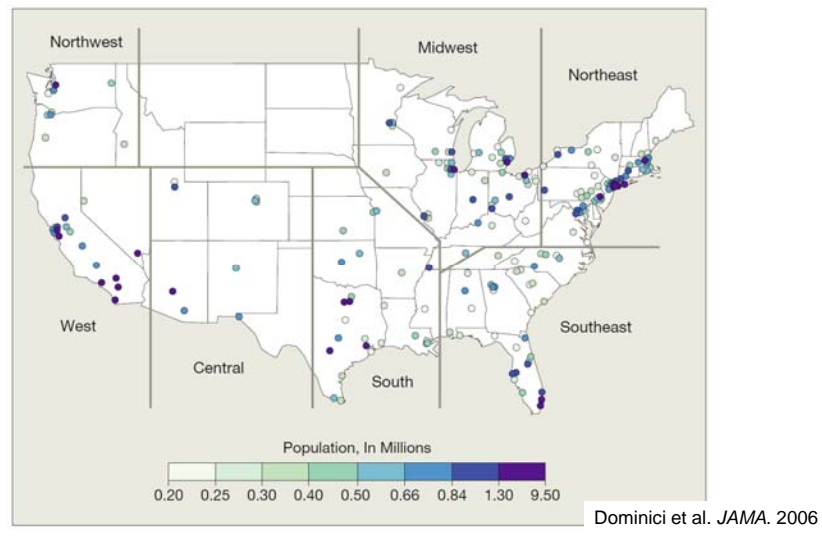 Northwest
Midwest
Northeast
West
Central
South
Southeast
Population, In Millions
0.20 0.25 0.30 0.40 0.50 0.66 0.84 1.30 9.50
Dominici et al. JAMA. 2006